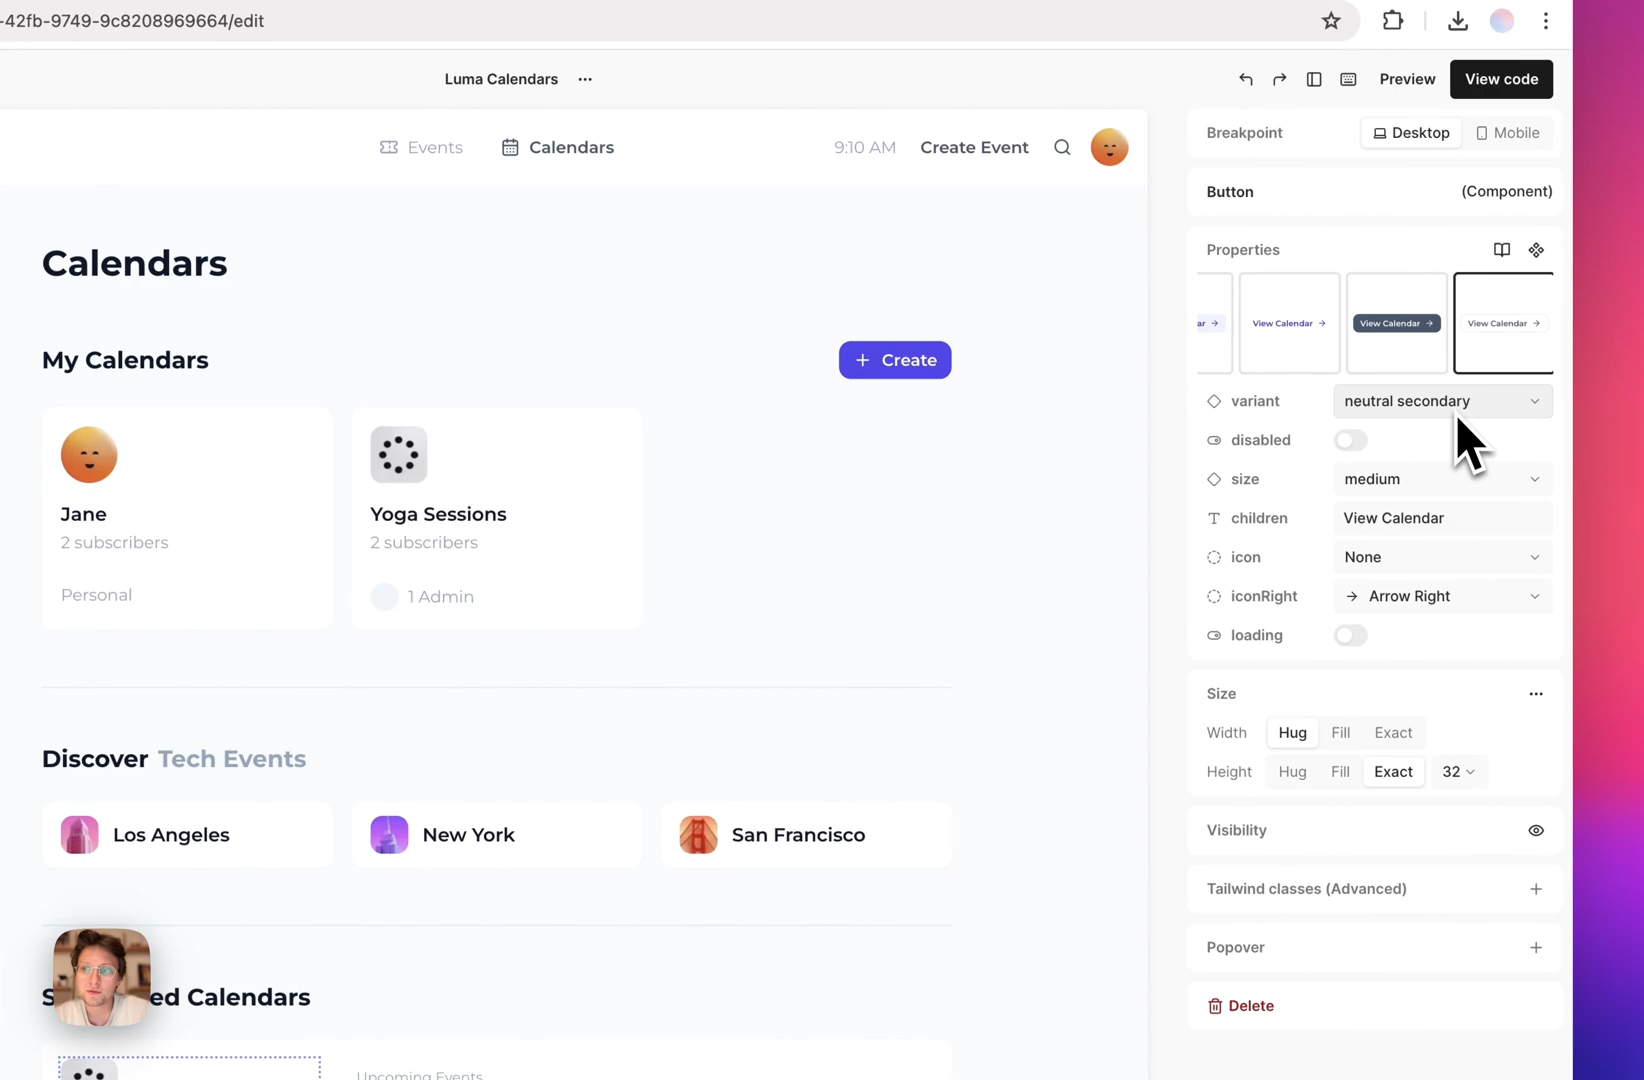 -42fb-9749-9c8208969664/edit
Luma Calendars
Preview
View code
Events
Calendars
9:10 AM
Create Event
Calendars
My Calendars
Create
Jane
2 subscribers
Personal
Yoga Sessions
2 subscribers
1 Admin
Discover Tech Events
Los Angeles
New York
San Francisco
ed Calendars
Upcoming Events
Breakpoint
Desktop
Mobile
Button
(Component)
Properties
ar
View Calendar
View Calendar
View Calendar
variant
neutral secondary
disabled
size
medium
children
View Calendar
icon
None
iconRight
Arrow Right
loading
Size
Width
Hug
Fill
Exact
Height
Hug
Fill
Exact
32
Visibility
Tailwind classes (Advanced)
Popover
Delete